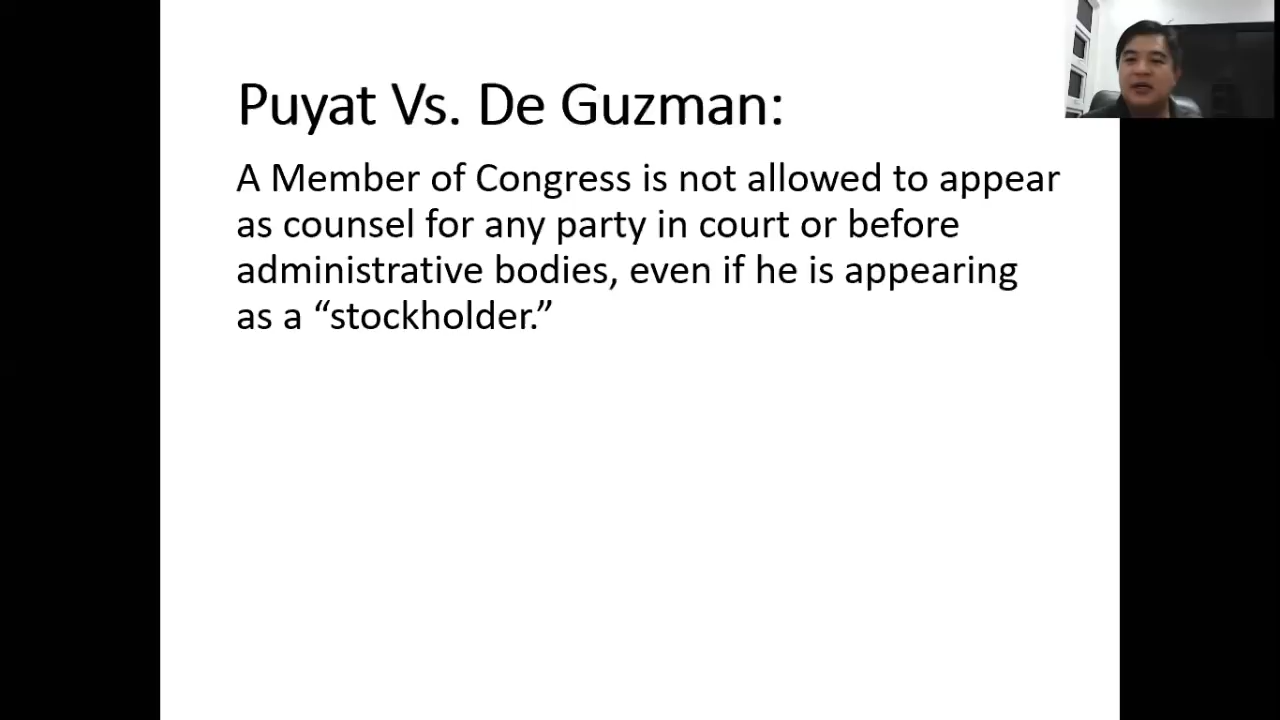 Puyat Vs. De Guzman:
A Member of Congress is not allowed to appear
as counsel for any party in court or before
administrative bodies, even if he is appearing
as a “stockholder.”